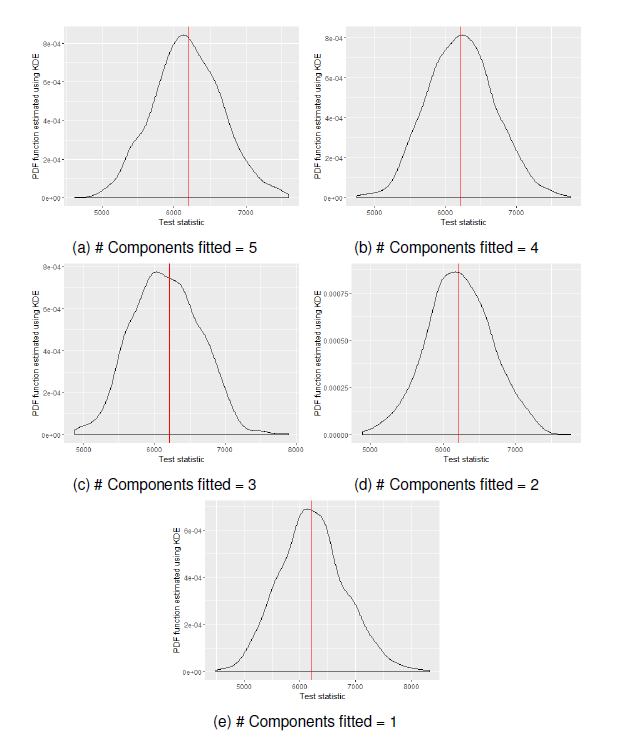 8e-04
6e-04
4e-04
2e-04
0e+00
PDF function estimated using KDE
5000 6000 7000
Test statistic
(a) # Components fitted = 5
8e-04
6e-04
4e-04
2e-04
0e+00
PDF function estimated using KDE
5000 6000 7000
Test statistic
(b) # Components fitted = 4
8e-04
6e-04
4e-04
2e-04
0e+00
PDF function estimated using KDE
5000 6000 7000 8000
Test statistic
(c) # Components fitted = 3
0.00075
0.00050
0.00025
0.00000
PDF function estimated using KDE
5000 6000 7000
Test statistic
(d) # Components fitted = 2
6e-04
4e-04
2e-04
0e+00
PDF function estimated using KDE
5000 6000 7000 8000
Test statistic
(e) # Components fitted = 1